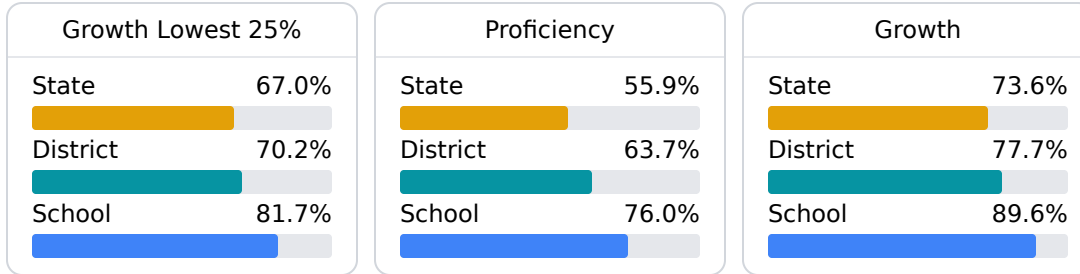 Growth Lowest 25%
State 67.0%
District 70.2%
School 81.7%
Proficiency
State 55.9%
District 63.7%
School 76.0%
Growth
State 73.6%
District 77.7%
School 89.6%